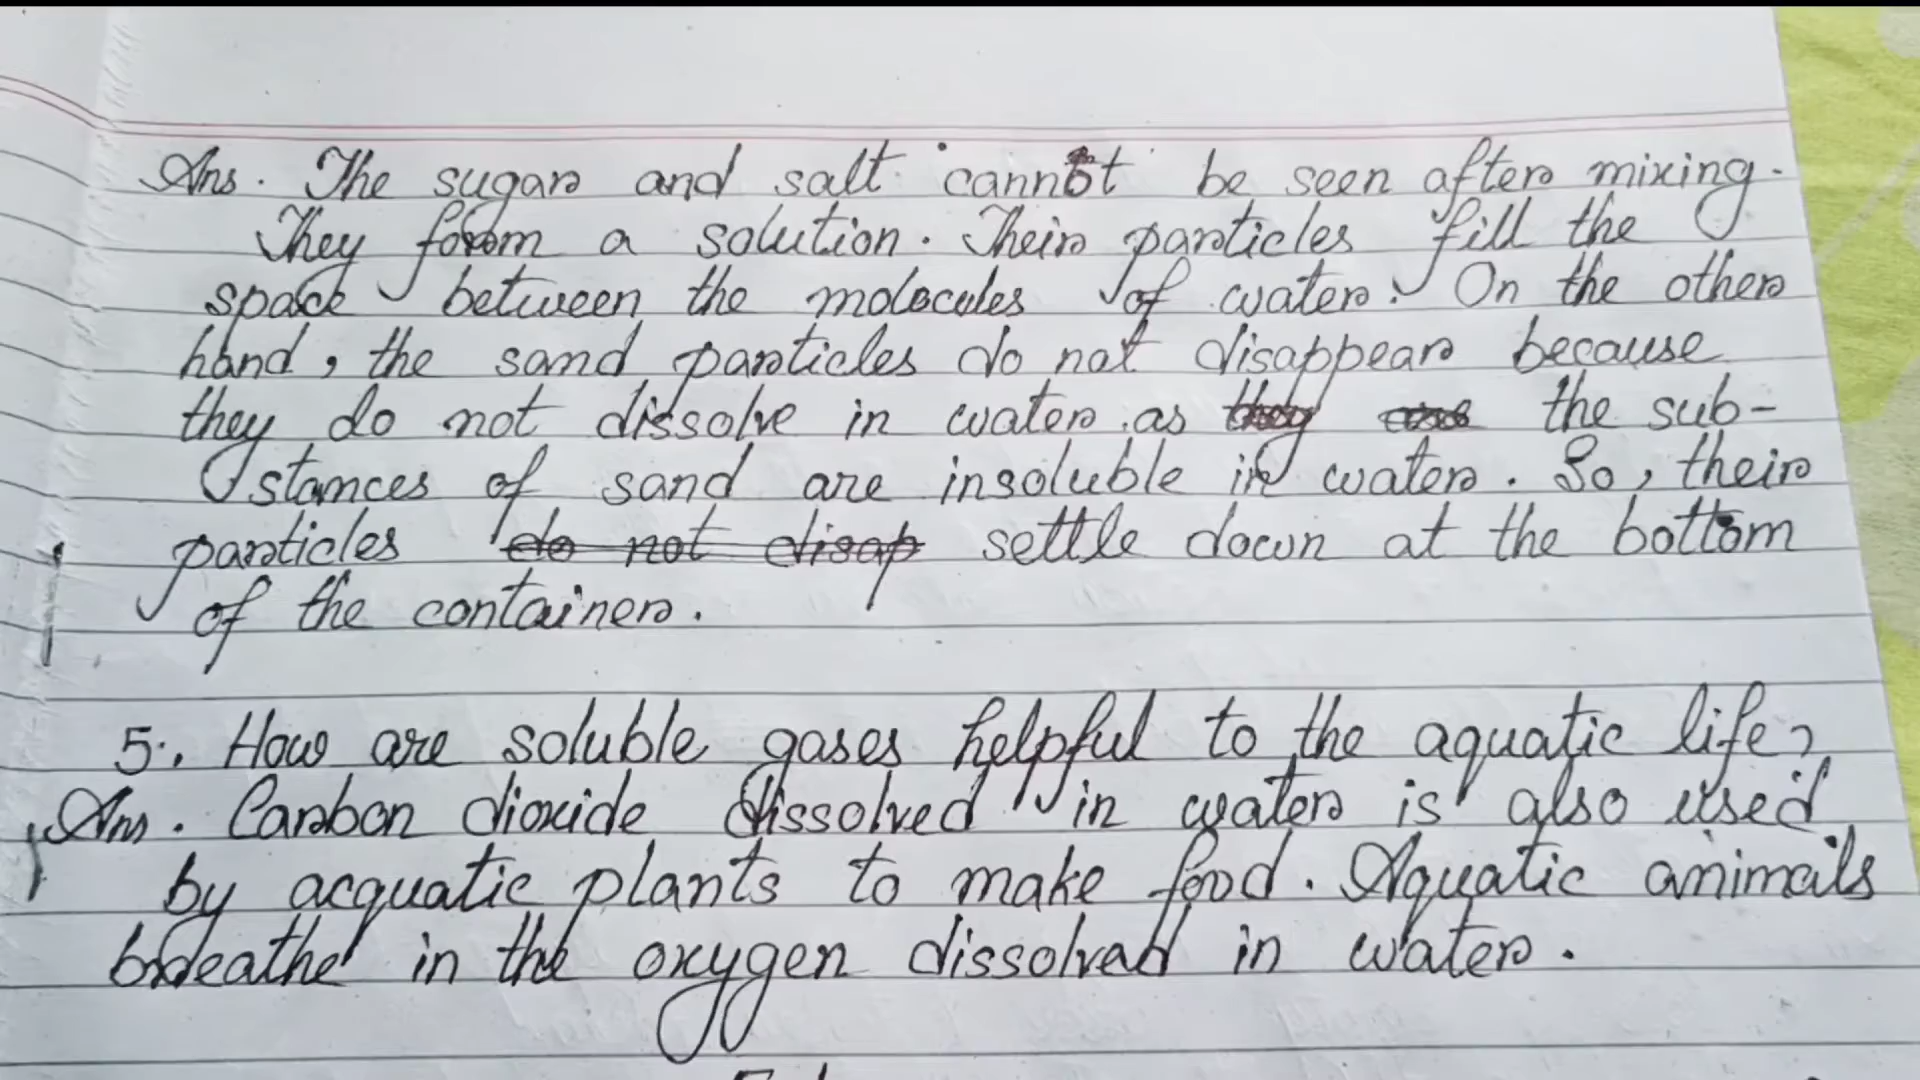 Ans. The sugar and salt cannot be seen after mixing.
They form a solution. Their particles fill the
space between the molecules of water. On the other
hand, the sand particles do not disappear because
they do not dissolve in water as they are the sub-
stances of sand are insoluble in water. So, their
particles do not disap settle down at the bottom
of the container.
5. How are soluble gases helpful to the aquatic life?
Ans. Carbon dioxide dissolved in water is also used
by acquatic plants to make food. Aquatic animals
breathe in the oxygen dissolved in water.